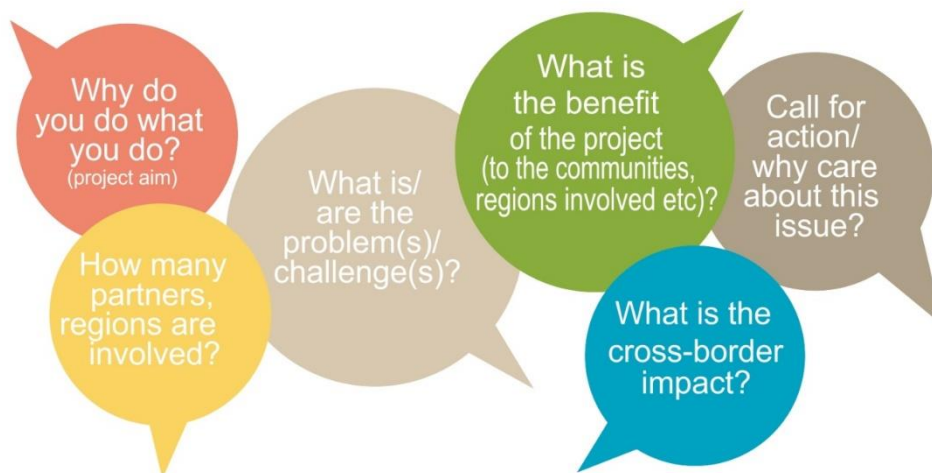 Why do
you do what
you do?
(project aim)
How many
partners,
regions are
involved?
What is/
are the
problem(s)/
challenge(s)?
What is
the benefit
of the project
(to the communities,
regions involved etc)?
What is the
cross-border
impact?
Call for
action/
why care
about this
issue?